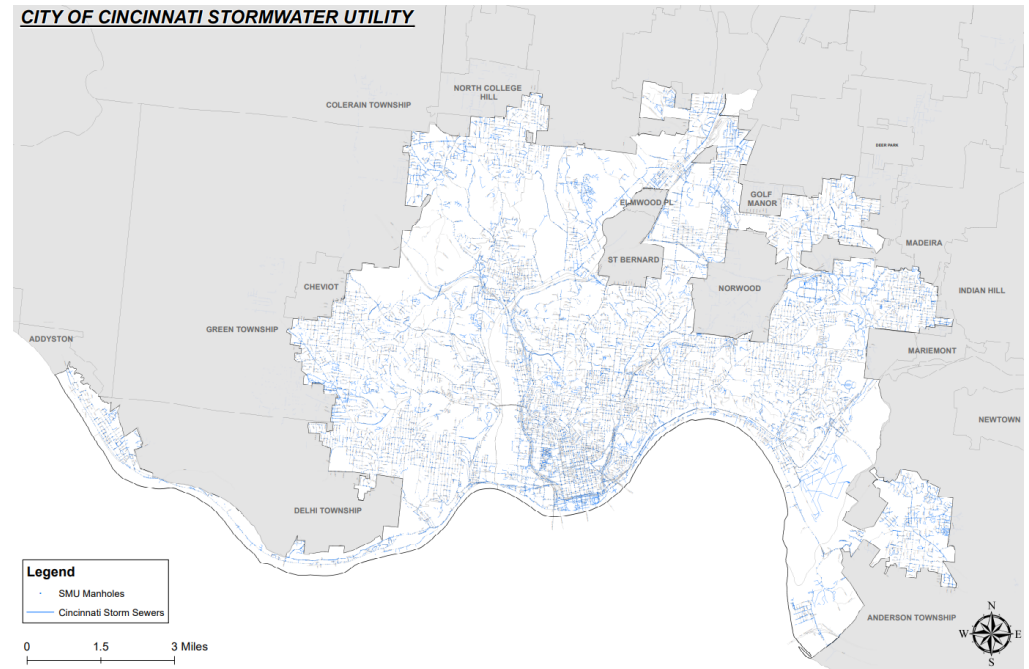 CITY OF CINCINNATI STORMWATER UTILITY
NORTH COLLEGE
HILL
COLERAIN TOWNSHIP
DEER PARK
GOLF
MANOR
ELMWOOD PL
MADEIRA
ST BERNARD
CHEVIOT
NORWOOD
INDIAN HILL
GREEN TOWNSHIP
ADDYSTON
MARIEMONT
NEWTOWN
DELHI TOWNSHIP
ANDERSON TOWNSHIP
Legend
SMU Manholes
Cincinnati Storm Sewers
0 1.5 3 Miles
N
W E
S